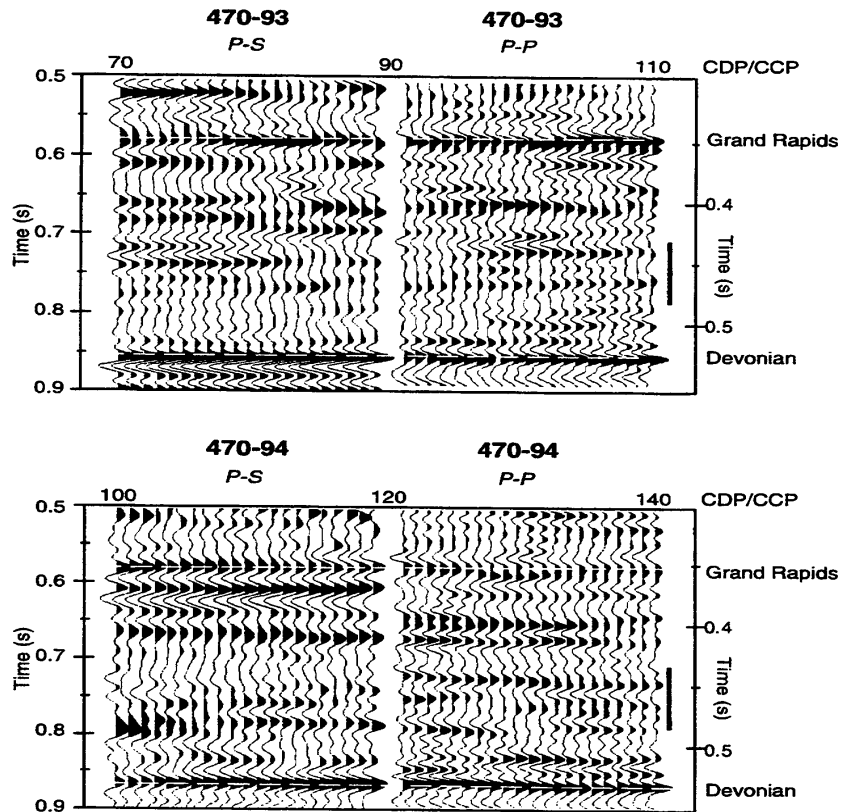 470-93 470-93
P-S P-P
70 90 110 CDP/CCP
0.5
Grand Rapids
0.6
0.4
0.7
Time (s)
Time (s)
0.8
0.5
Devonian
0.9
470-94 470-94
P-S P-P
100 120 140 CDP/CCP
0.5
Grand Rapids
0.6
0.4
0.7
Time (s)
Time (s)
0.8
0.5
Devonian
0.9